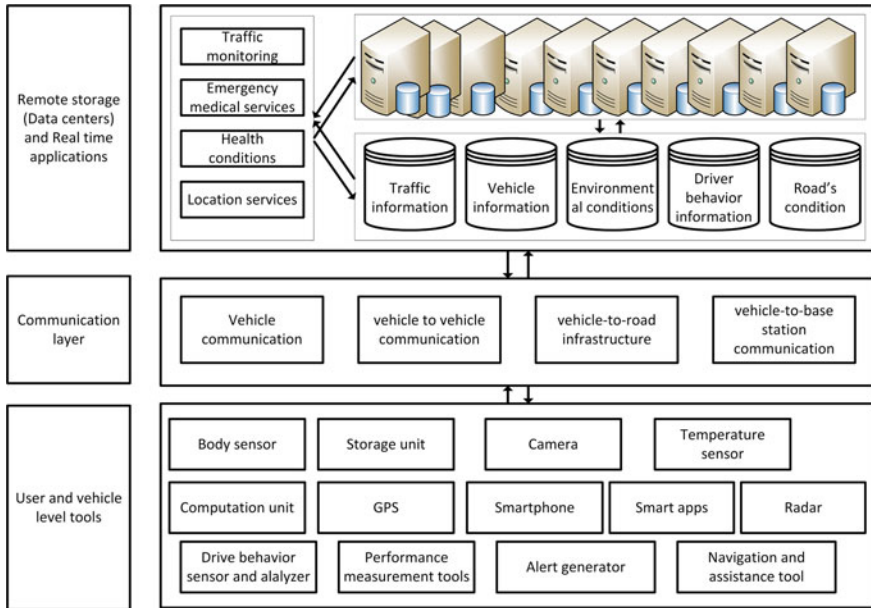 Remote storage
(Data centers)
and Real time
applications
Traffic
monitoring
Emergency
medical services
Health
conditions
Location services
Traffic
information
Vehicle
information
Environment
al conditions
Driver
behavior
information
Road's
condition
Communication
layer
Vehicle
communication
vehicle to vehicle
communication
vehicle-to-road
infrastructure
vehicle-to-base
station
communication
User and vehicle
level tools
Body sensor
Storage unit
Camera
Temperature
sensor
Computation unit
GPS
Smartphone
Smart apps
Radar
Drive behavior
sensor and alalyzer
Performance
measurement tools
Alert generator
Navigation and
assistance tool